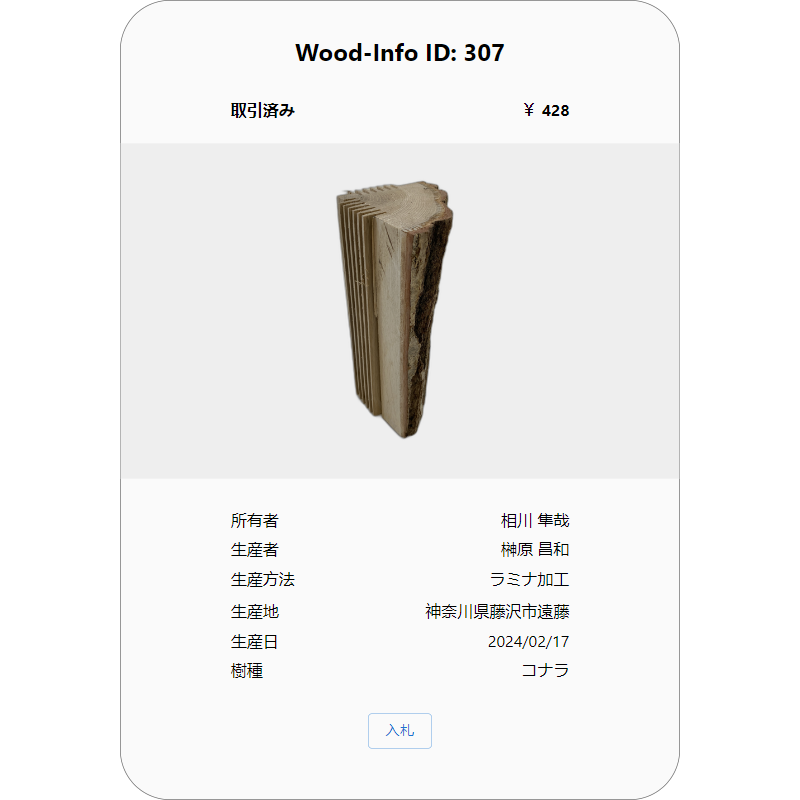 Wood-Info ID: 307
取引済み ￥ 428
所有者 相川 隼哉
生産者 榊原 昌和
生産方法 ラミナ加工
生産地 神奈川県藤沢市遠藤
生産日 2024/02/17
樹種 コナラ
入札